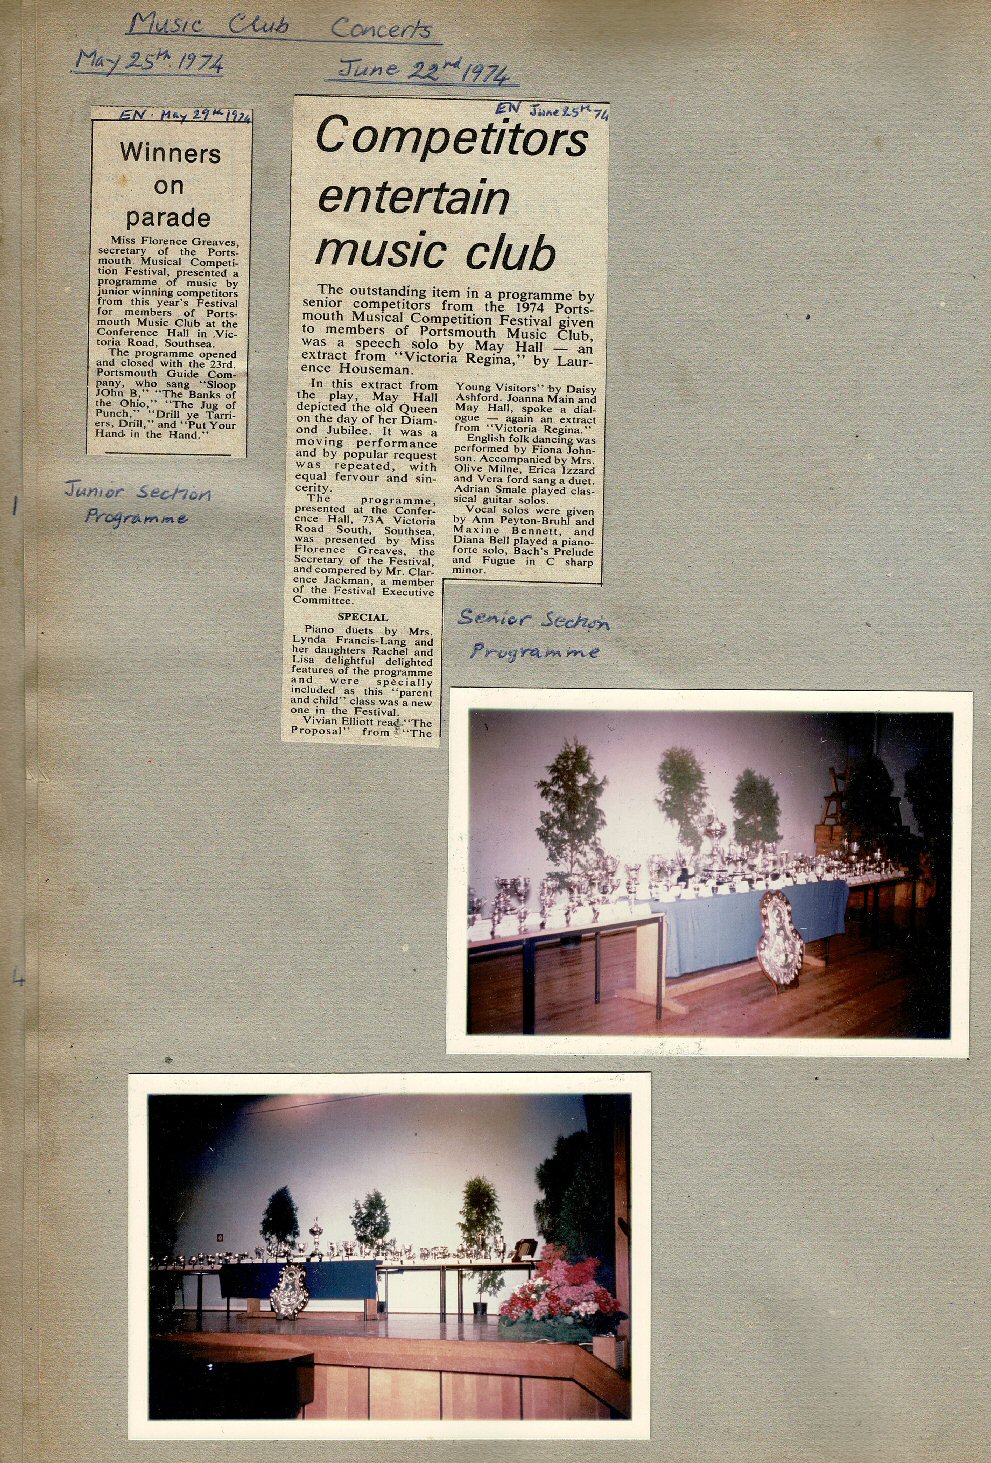 Music Club Concerts
May 25th 1974
June 22nd 1974
EN. May 29th 1974
Winners
on
parade
Miss Florence Greaves,
secretary of the Ports-
mouth Musical Competi-
tion Festival, presented a
programme of music by
junior winning competitors
from this year's Festival
for members of Ports-
mouth Music Club at the
Conference Hall in Vic-
toria Road, Southsea.
The programme opened
and closed with the 23rd.
Portsmouth Guide Com-
pany, who sang "Sloop
JOhn B," "The Banks of
the Ohio," "The Jug of
Punch," "Drill ye Tarri-
ers, Drill," and "Put Your
Hand in the Hand."
Junior Section
Programme
EN June 25th 74
Competitors
entertain
music club
The outstanding item in a programme by
senior competitors from the 1974 Ports-
mouth Musical Competition Festival given
to members of Portsmouth Music Club,
was a speech solo by May Hall — an
extract from "Victoria Regina," by Laur-
ence Houseman.
In this extract from
the play, May Hall
depicted the old Queen
on the day of her Diam-
ond Jubilee. It was a
moving performance
and by popular request
was repeated, with
equal fervour and sin-
cerity.
The programme,
presented at the Confer-
ence Hall, 73A Victoria
Road South, Southsea,
was presented by Miss
Florence Greaves, the
Secretary of the Festival,
and compered by Mr. Clar-
ence Jackman, a member
of the Festival Executive
Committee.
SPECIAL
Piano duets by Mrs.
Lynda Francis-Lang and
her daughters Rachel and
Lisa delightful delighted
features of the programme
and were specially
included as this "parent
and child" class was a new
one in the Festival.
Vivian Elliott read "The
Proposal" from "The
Young Visitors" by Daisy
Ashford. Joanna Main and
May Hall, spoke a dial-
ogue — again an extract
from "Victoria Regina."
English folk dancing was
performed by Fiona John-
son. Accompanied by Mrs.
Olive Milne, Erica Izzard
and Vera ford sang a duet.
Adrian Smale played clas-
sical guitar solos.
Vocal solos were given
by Ann Peyton-Bruhl and
Maxine Bennett, and
Diana Bell played a piano-
forte solo, Bach's Prelude
and Fugue in C sharp
minor.
Senior Section
Programme
1
4